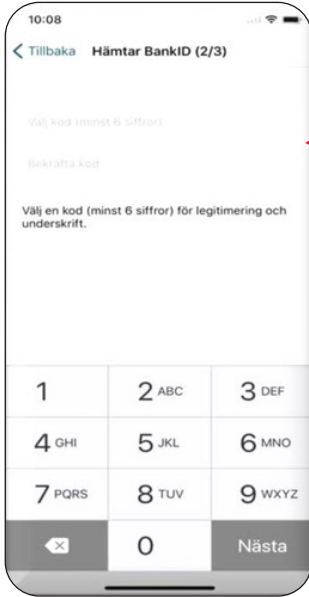 10:08
Tillbaka Hämtar BankID (2/3)
Välj kod (minst 6 siffror)
Bekräfta kod
Välj en kod (minst 6 siffror) för legitimering och
underskrift.
1 2 ABC 3 DEF
4 GHI 5 JKL 6 MNO
7 PQRS 8 TUV 9 WXYZ
0 Nästa